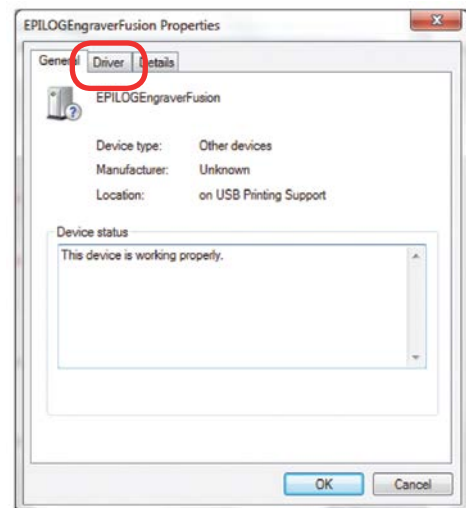 EPILOGEngraverFusion Properties
General Driver Details
EPILOGEngraverFusion
Device type: Other devices
Manufacturer: Unknown
Location: on USB Printing Support
Device status
This device is working properly.
OK Cancel